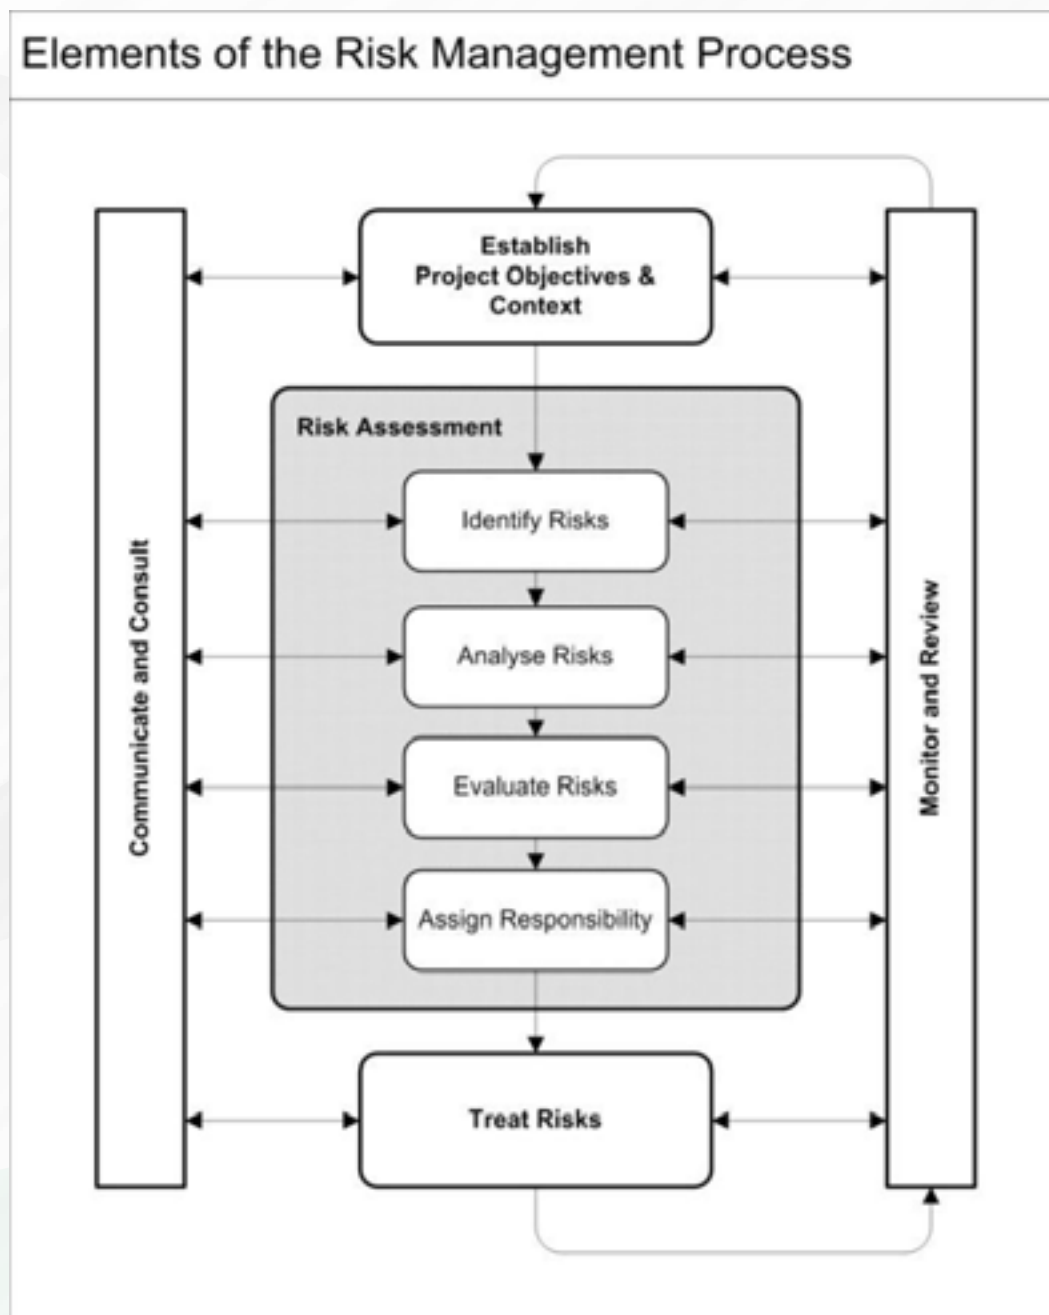 Elements of the Risk Management Process
Establish
Project Objectives &
Context
Risk Assessment
Identify Risks
Analyse Risks
Evaluate Risks
Assign Responsibility
Treat Risks
Communicate and Consult
Monitor and Review